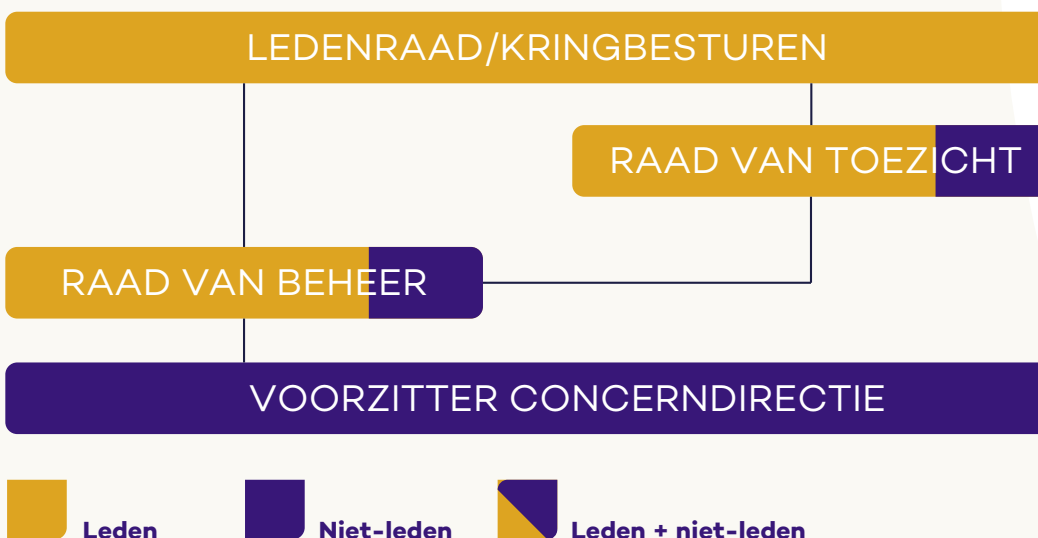 LEDENRAAD/KRINGBESTUREN
RAAD VAN TOEZICHT
RAAD VAN BEHEER
VOORZITTER CONCERNDIRECTIE
Leden
Niet-leden
Leden + niet-leden